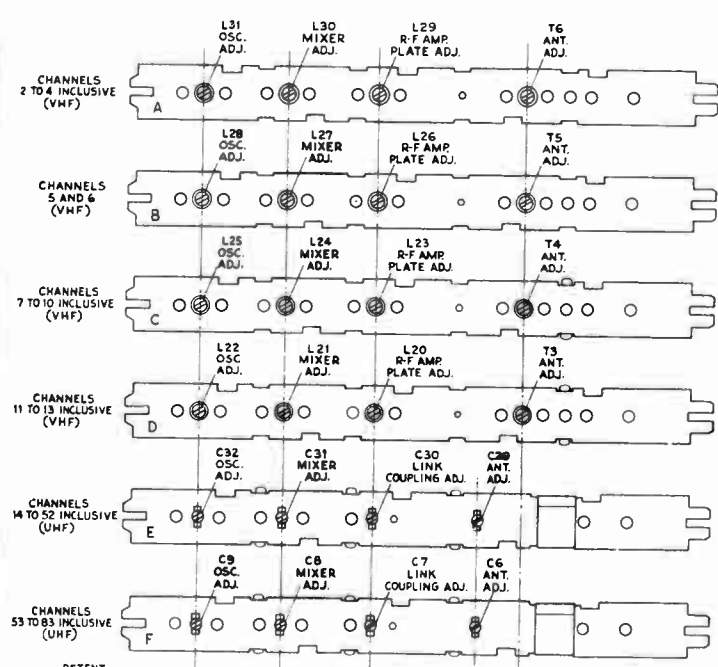 L31
OSC.
ADJ.
L30
MIXER
ADJ.
L29
R-F AMP.
PLATE ADJ.
T6
ANT.
ADJ.
CHANNELS
2 TO 4 INCLUSIVE
(VHF)
A
L28
OSC.
ADJ.
L27
MIXER
ADJ.
L26
R-F AMP.
PLATE ADJ.
T5
ANT.
ADJ.
CHANNELS
5 AND 6
(VHF)
B
L25
OSC.
ADJ.
L24
MIXER
ADJ.
L23
R-F AMP.
PLATE ADJ.
T4
ANT.
ADJ.
CHANNELS
7 TO 10 INCLUSIVE
(VHF)
C
L22
OSC
ADJ.
L21
MIXER
ADJ.
L20
R-F AMP.
PLATE ADJ.
T3
ANT.
ADJ.
CHANNELS
11 TO 13 INCLUSIVE
(VHF)
D
C32
OSC.
ADJ.
C31
MIXER
ADJ.
C30
LINK
COUPLING ADJ.
C29
ANT.
ADJ.
CHANNELS
14 TO 52 INCLUSIVE
(UHF)
E
C9
OSC.
ADJ.
C8
MIXER
ADJ.
C7
LINK
COUPLING ADJ.
C6
ANT.
ADJ.
CHANNELS
53 TO 83 INCLUSIVE
(UHF)
F
DETENT